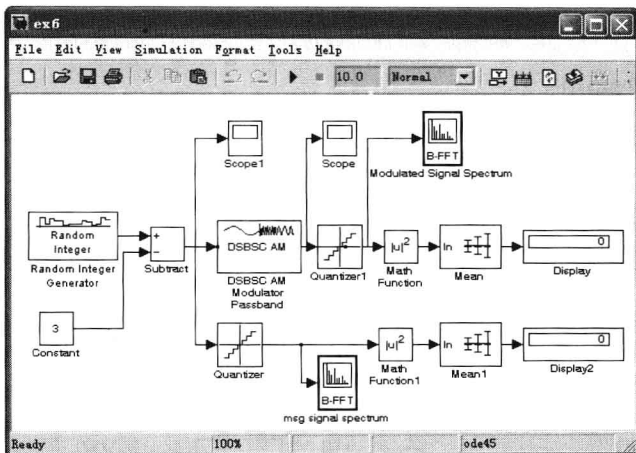 ex6
File Edit View Simulation Format Tools Help
10.0 Normal
Scope1
Scope
B-FFT
Modulated Signal Spectrum
Random
Integer
Random Integer
Generator
+
−
Subtract
DSBSC AM
DSBSC AM
Modulator
Passband
Quantizer1
|u|²
Math
Function
In
Mean
0
Display
3
Constant
Quantizer
B-FFT
msg signal spectrum
|u|²
Math
Function1
In
Mean1
0
Display2
Ready 100% ode45